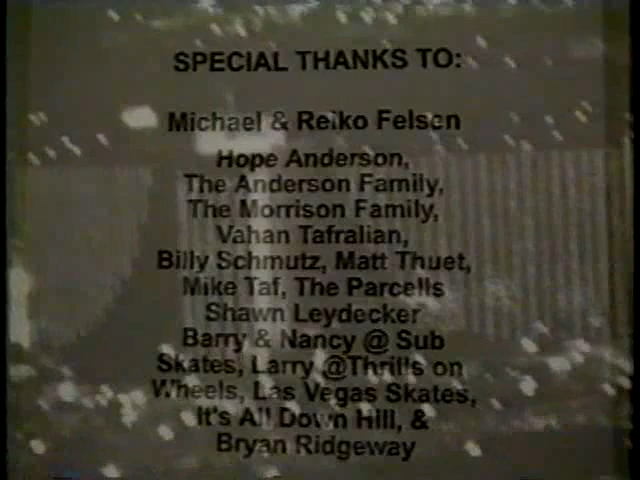 SPECIAL THANKS TO:
Michael & Reiko Felsen
Hope Anderson,
The Anderson Family,
The Morrison Family,
Vahan Tafralian,
Billy Schmutz, Matt Thuet,
Mike Taf, The Parcells
Shawn Leydecker
Barry & Nancy @ Sub
Skates, Larry @Thrills on
Wheels, Las Vegas Skates,
It's All Down Hill, &
Bryan Ridgeway